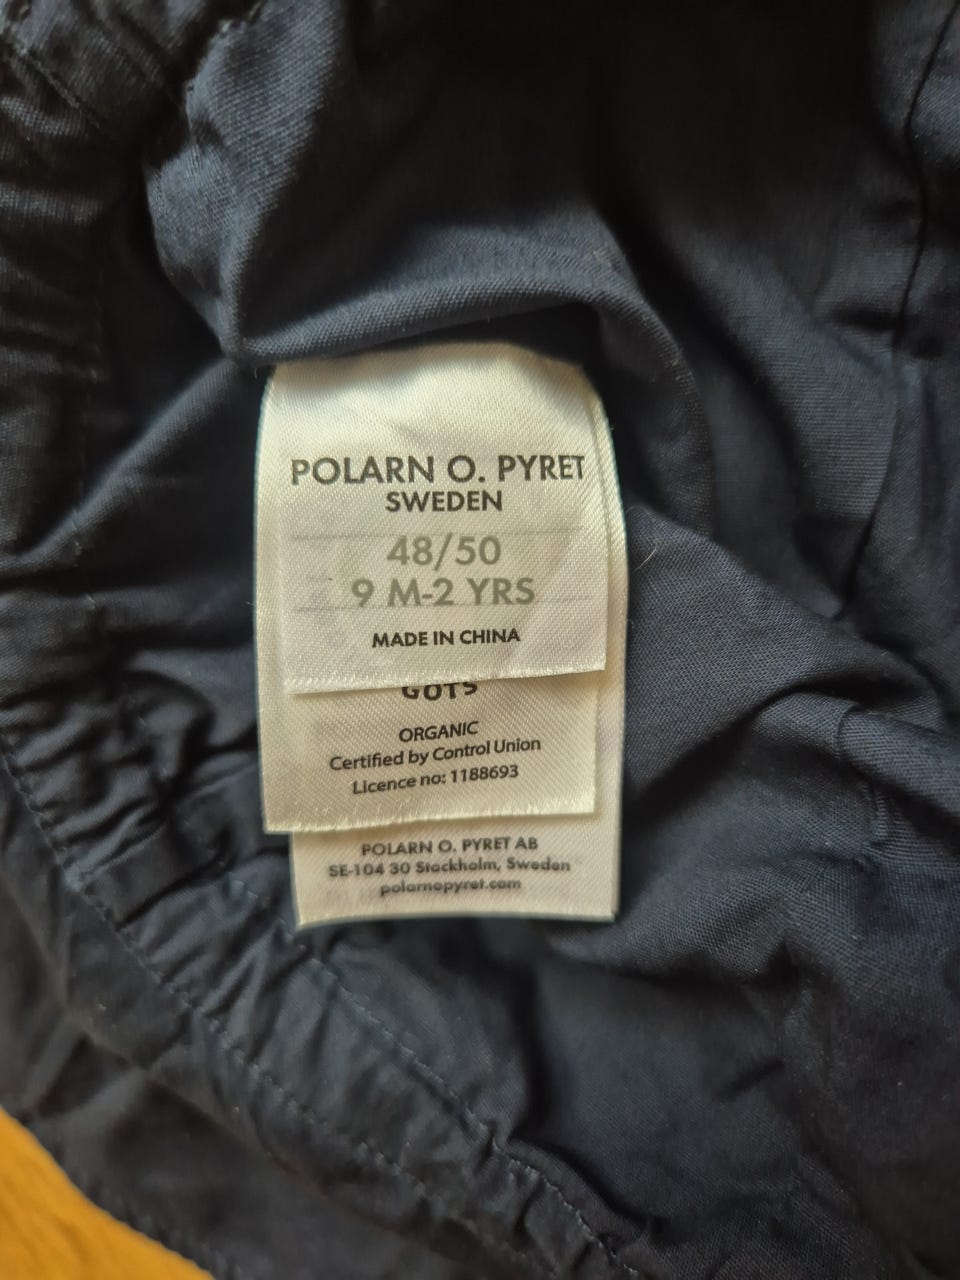 POLARN O. PYRET
SWEDEN
48/50
9 M-2 YRS
MADE IN CHINA
GOTS
ORGANIC
Certified by Control Union
Licence no: 1188693
POLARN O. PYRET AB
SE-104 30 Stockholm, Sweden
polarnopyret.com